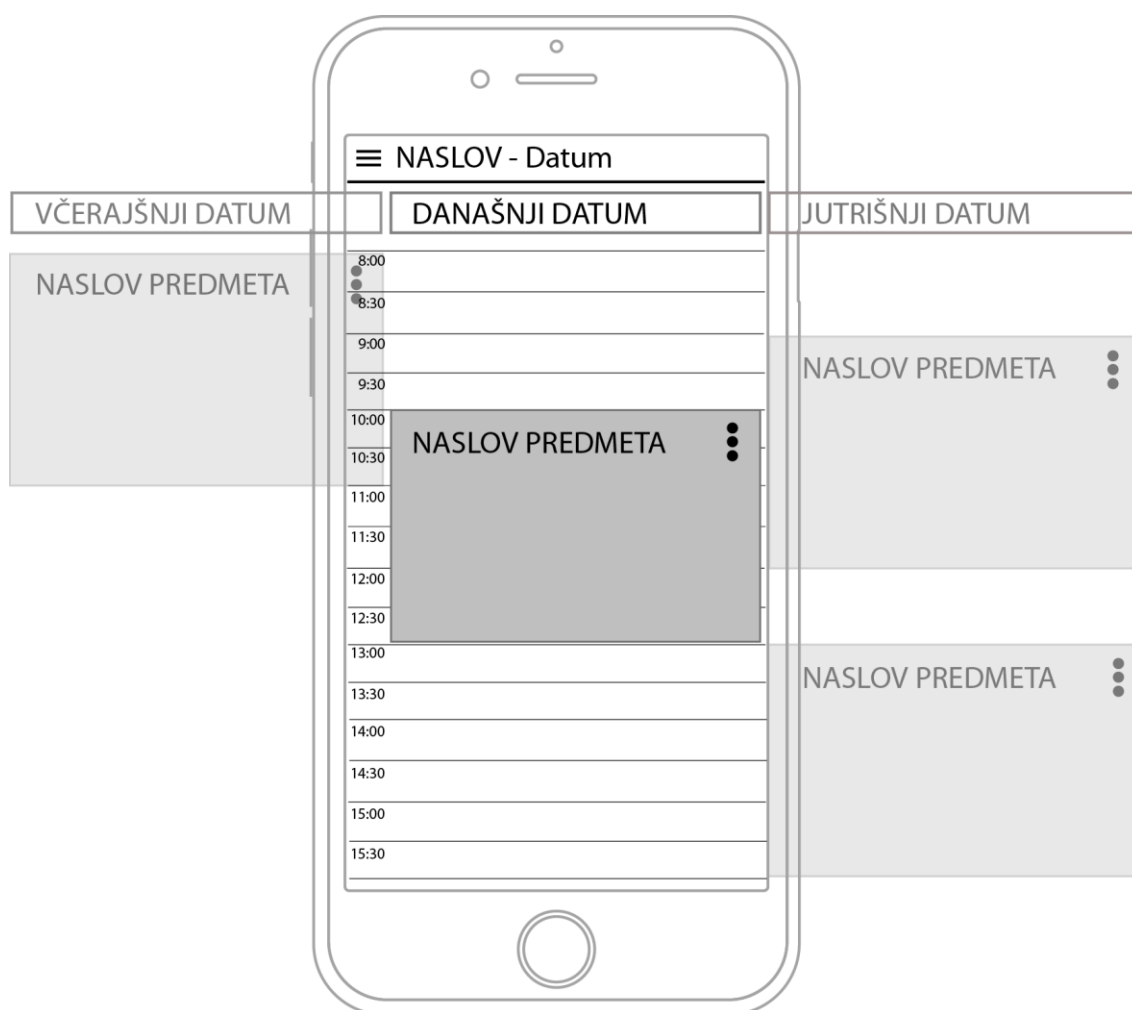 NASLOV - Datum
VČERAJŠNJI DATUM
DANAŠNJI DATUM
JUTRIŠNJI DATUM
8:00
NASLOV PREDMETA
8:30
9:00
NASLOV PREDMETA
9:30
10:00
NASLOV PREDMETA
10:30
11:00
11:30
12:00
12:30
13:00
NASLOV PREDMETA
13:30
14:00
14:30
15:00
15:30